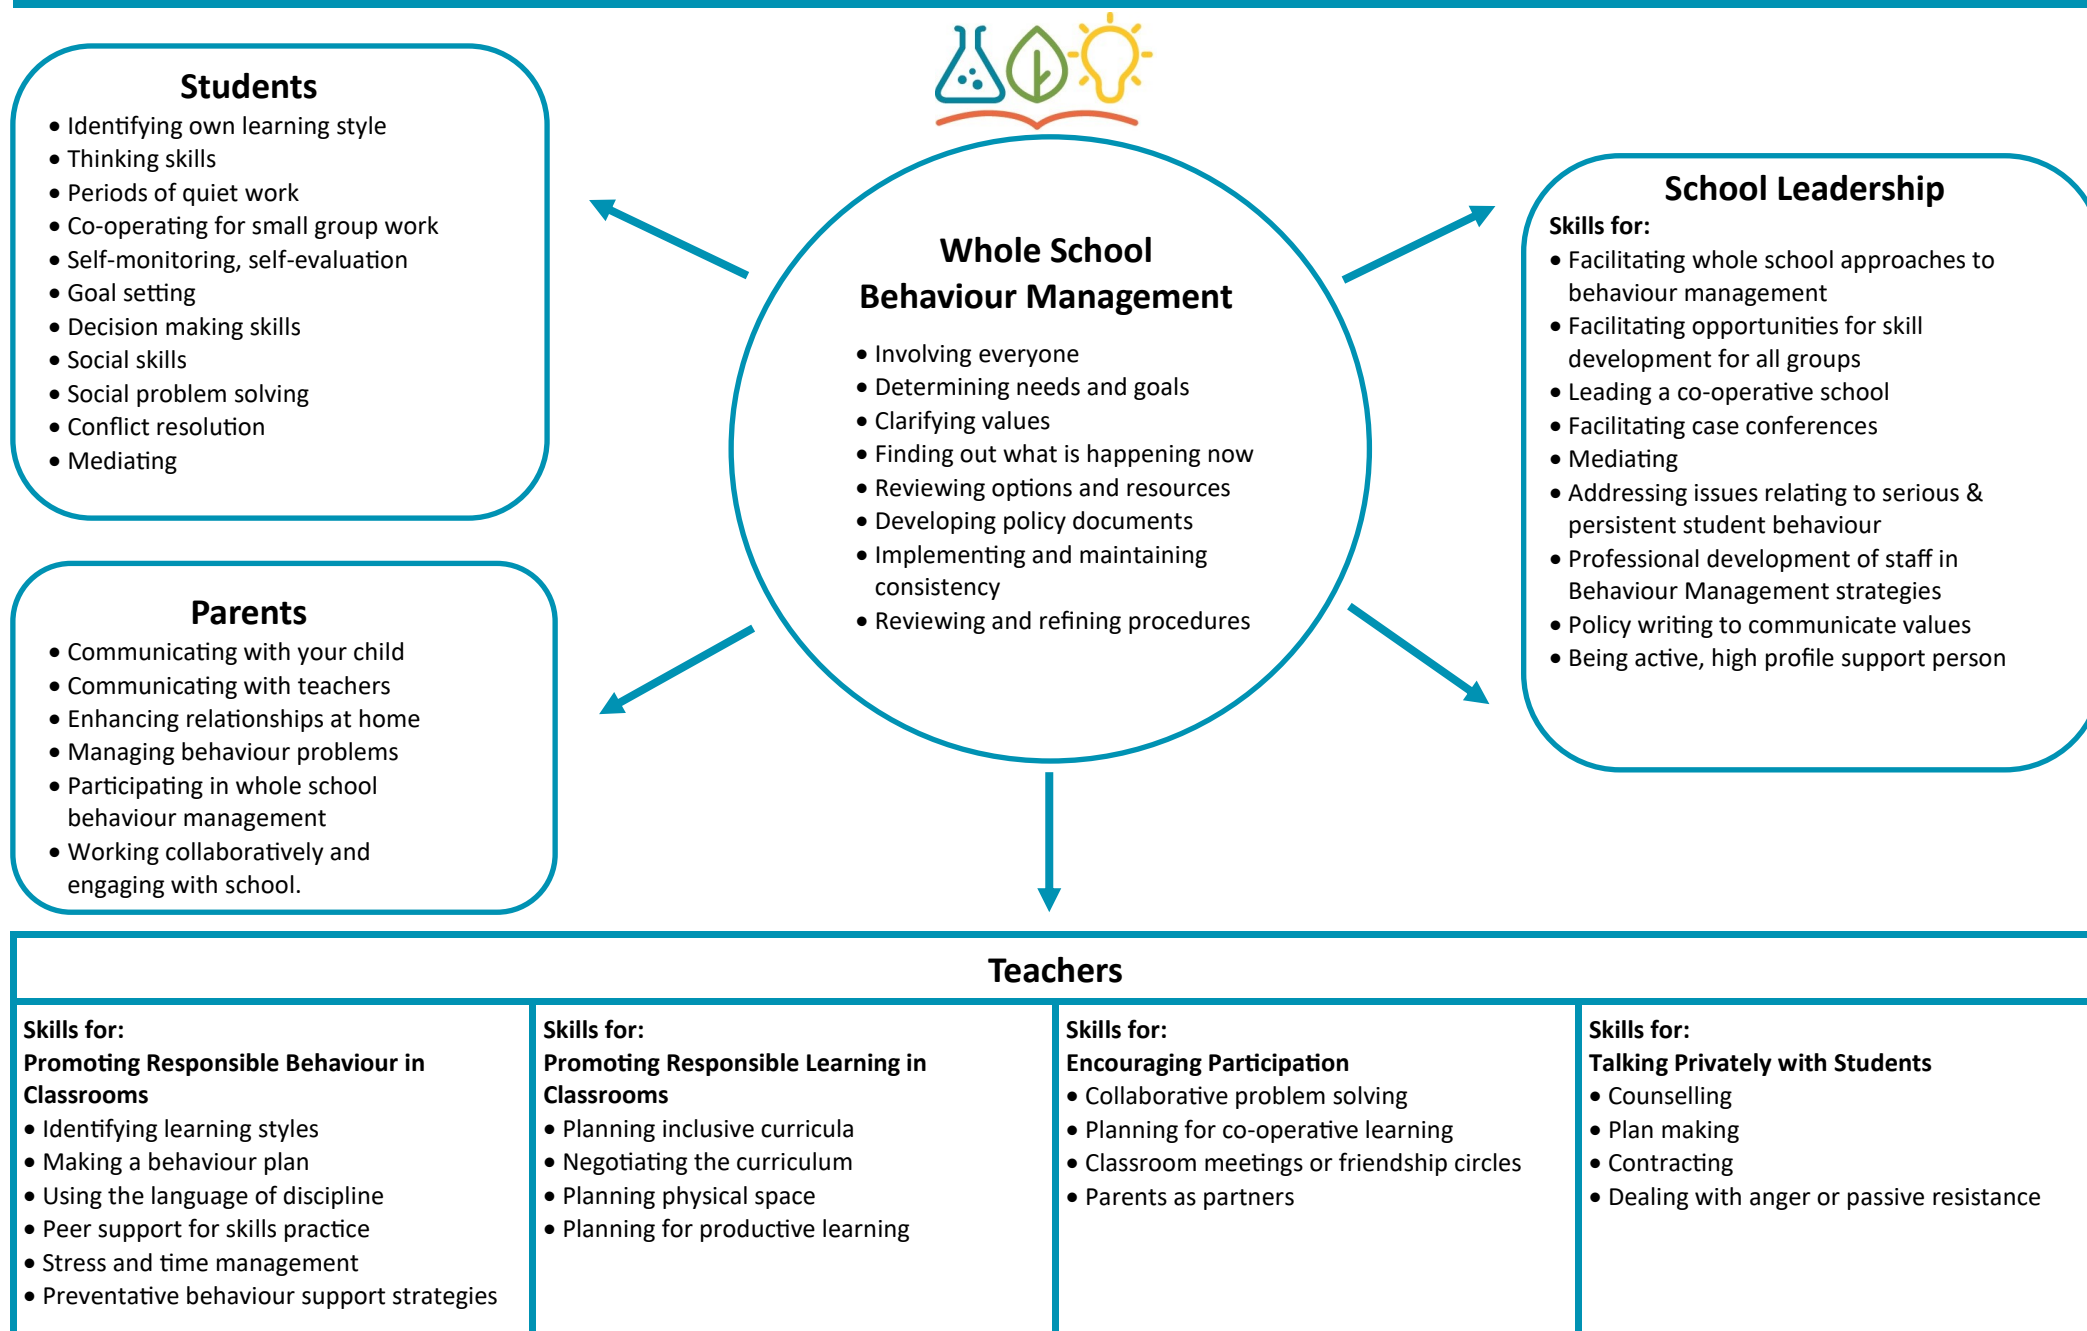 Students
• Identifying own learning style
• Thinking skills
• Periods of quiet work
• Co-operating for small group work
• Self-monitoring, self-evaluation
• Goal setting
• Decision making skills
• Social skills
• Social problem solving
• Conflict resolution
• Mediating
Parents
• Communicating with your child
• Communicating with teachers
• Enhancing relationships at home
• Managing behaviour problems
• Participating in whole school
behaviour management
• Working collaboratively and
engaging with school.
Whole School
Behaviour Management
• Involving everyone
• Determining needs and goals
• Clarifying values
• Finding out what is happening now
• Reviewing options and resources
• Developing policy documents
• Implementing and maintaining
consistency
• Reviewing and refining procedures
School Leadership
Skills for:
• Facilitating whole school approaches to
behaviour management
• Facilitating opportunities for skill
development for all groups
• Leading a co-operative school
• Facilitating case conferences
• Mediating
• Addressing issues relating to serious &
persistent student behaviour
• Professional development of staff in
Behaviour Management strategies
• Policy writing to communicate values
• Being active, high profile support person
Teachers
Skills for:
Promoting Responsible Behaviour in
Classrooms
• Identifying learning styles
• Making a behaviour plan
• Using the language of discipline
• Peer support for skills practice
• Stress and time management
• Preventative behaviour support strategies
Skills for:
Promoting Responsible Learning in
Classrooms
• Planning inclusive curricula
• Negotiating the curriculum
• Planning physical space
• Planning for productive learning
Skills for:
Encouraging Participation
• Collaborative problem solving
• Planning for co-operative learning
• Classroom meetings or friendship circles
• Parents as partners
Skills for:
Talking Privately with Students
• Counselling
• Plan making
• Contracting
• Dealing with anger or passive resistance